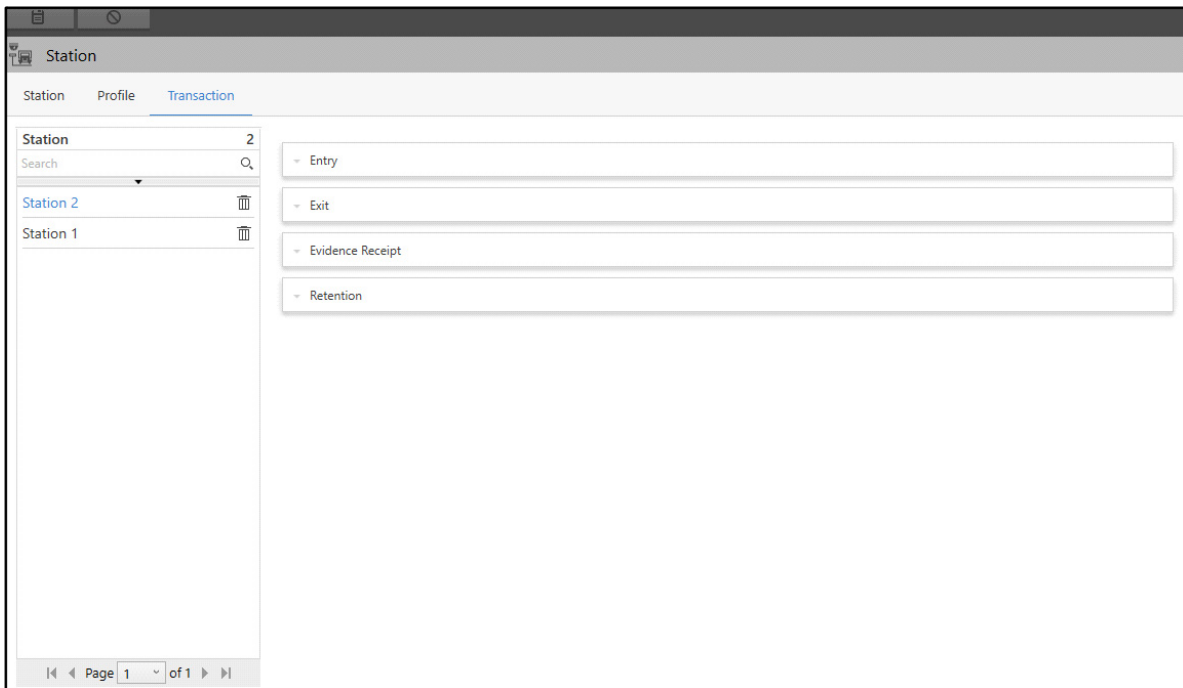 Station
Station Profile Transaction
Station 2
Search
Station 2
Station 1
Page 1 of 1
Entry
Exit
Evidence Receipt
Retention